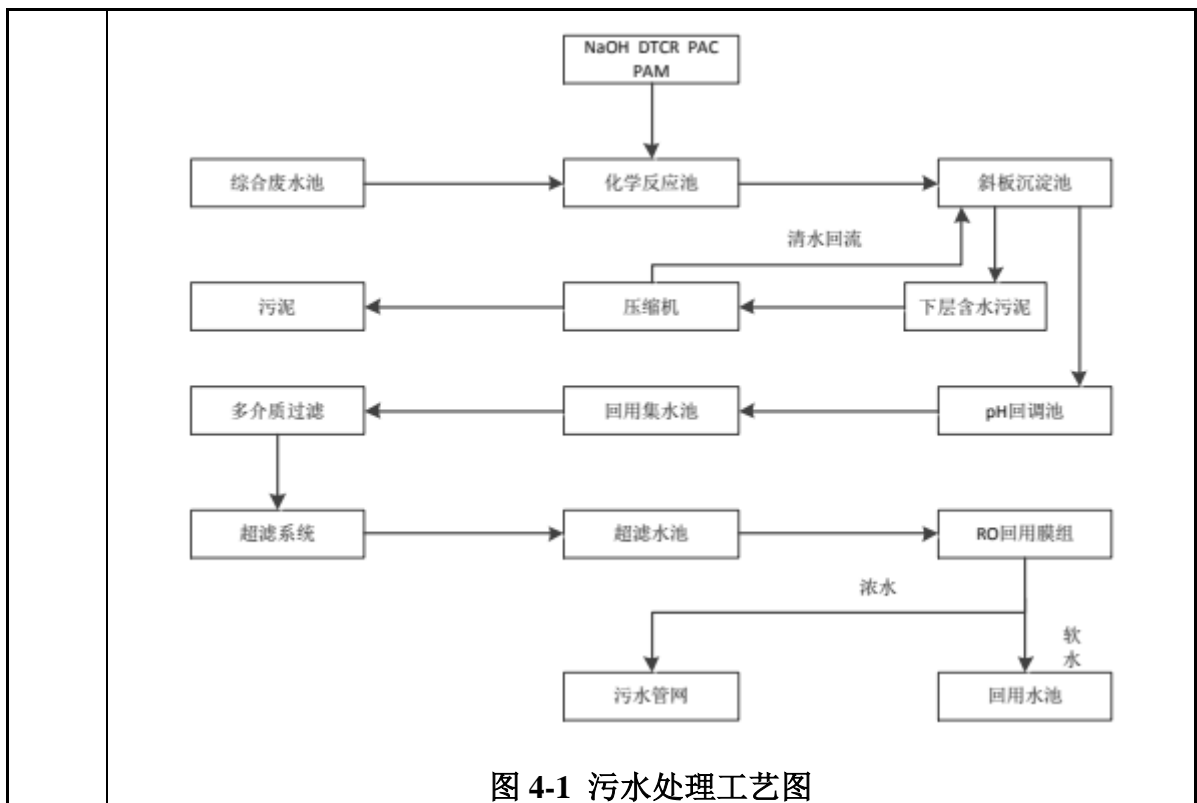 NaOH DTCR PAC
PAM
综合废水池
化学反应池
斜板沉淀池
清水回流
污泥
压缩机
下层含水污泥
多介质过滤
回用集水池
pH回调池
超滤系统
超滤水池
RO回用膜组
浓水
软
水
污水管网
回用水池
图 4-1 污水处理工艺图